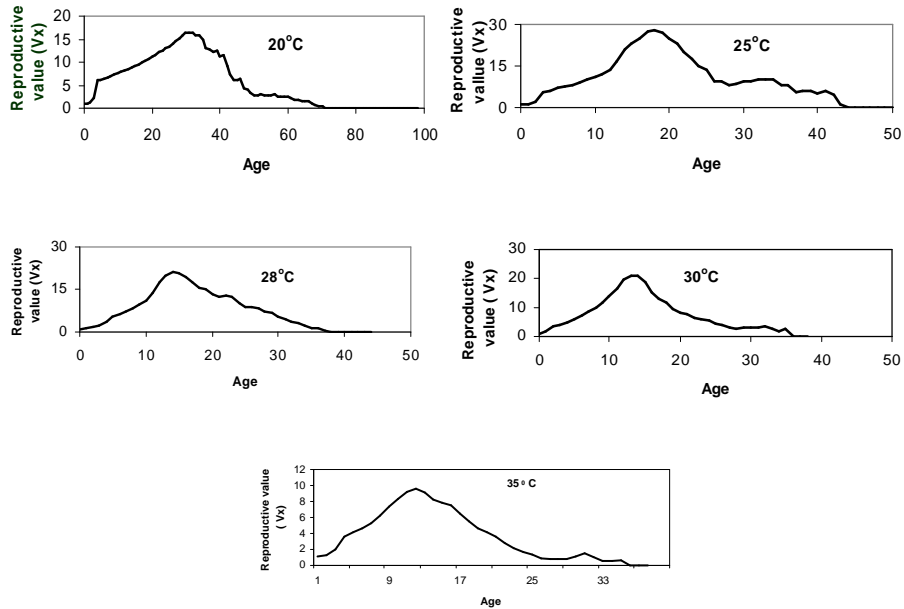 Reproductive
value (Vx)
20
15
10
5
0
20°C
0 20 40 60 80 100
Age
Reproductive
vallue (Vx)
30
15
0
25°C
0 10 20 30 40 50
Age
Reproductive
value (Vx)
30
15
0
28°C
0 10 20 30 40 50
Age
Reproductive
value ( Vx)
30
20
10
0
30°C
0 10 20 30 40 50
Age
Reproductive value
( Vx)
12
10
8
6
4
2
0
35 ° C
1 9 17 25 33
Age